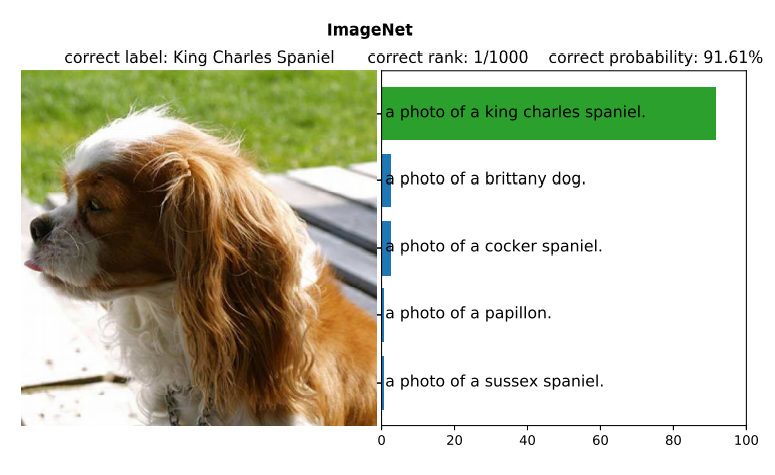 ImageNet
correct label: King Charles Spaniel correct rank: 1/1000 correct probability: 91.61%
a photo of a king charles spaniel.
a photo of a brittany dog.
a photo of a cocker spaniel.
a photo of a papillon.
a photo of a sussex spaniel.
0 20 40 60 80 100